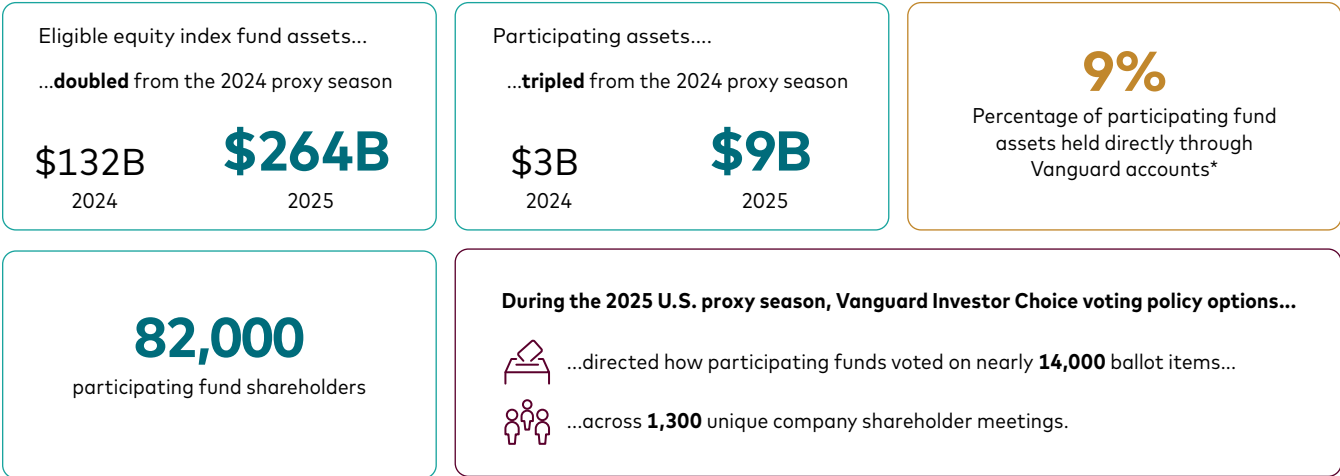 Eligible equity index fund assets...
...doubled from the 2024 proxy season
$132B
2024
$264B
2025
Participating assets....
...tripled from the 2024 proxy season
$3B
2024
$9B
2025
9%
Percentage of participating fund
assets held directly through
Vanguard accounts*
82,000
participating fund shareholders
During the 2025 U.S. proxy season, Vanguard Investor Choice voting policy options...
...directed how participating funds voted on nearly 14,000 ballot items...
...across 1,300 unique company shareholder meetings.